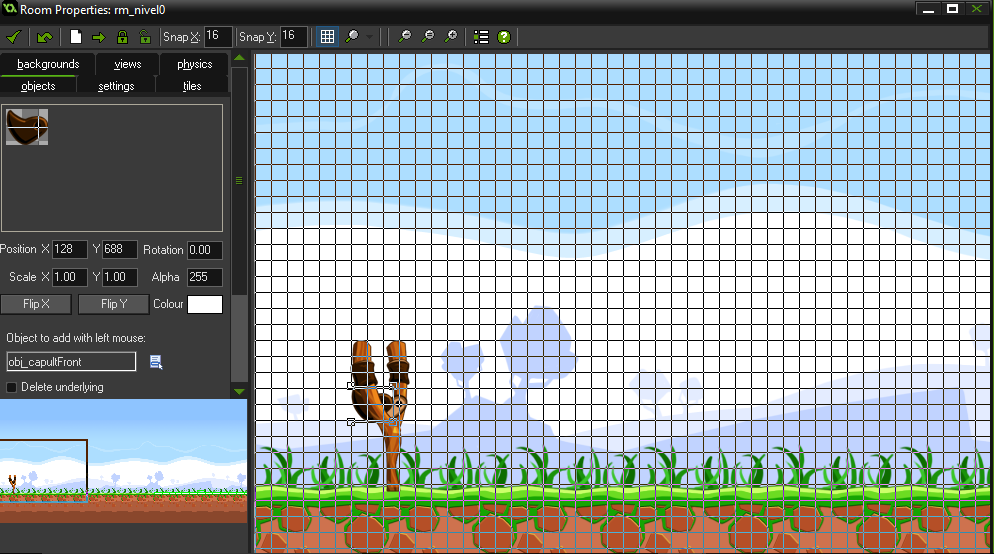 Room Properties: rm_nivel0
Snap X: 16 Snap Y: 16
backgrounds views physics
objects settings tiles
Position X 128 Y 688 Rotation 0.00
Scale X 1.00 Y 1.00 Alpha 255
Flip X Flip Y Colour
Object to add with left mouse:
obj_capultFront
Delete underlying